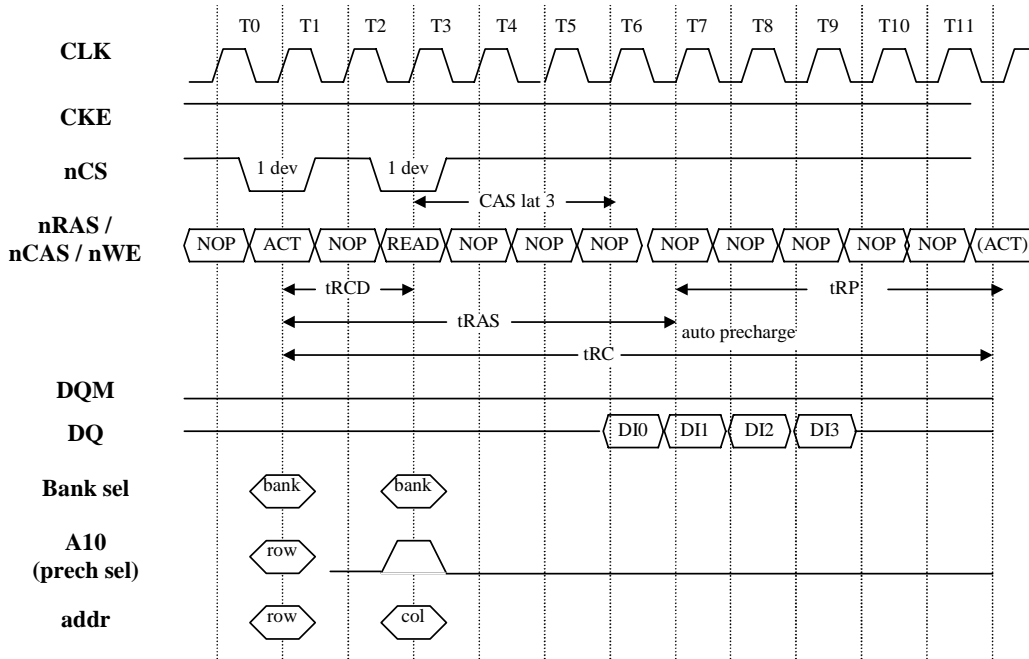 T0 T1 T2 T3 T4 T5 T6 T7 T8 T9 T10 T11
CLK
CKE
nCS 1 dev 1 dev
CAS lat 3
nRAS /
nCAS / nWE
NOP ACT NOP READ NOP NOP NOP NOP NOP NOP NOP NOP (ACT)
tRCD tRP
tRAS
auto precharge
tRC
DQM
DQ DI0 DI1 DI2 DI3
Bank sel bank bank
A10
(prech sel)
row
addr row col